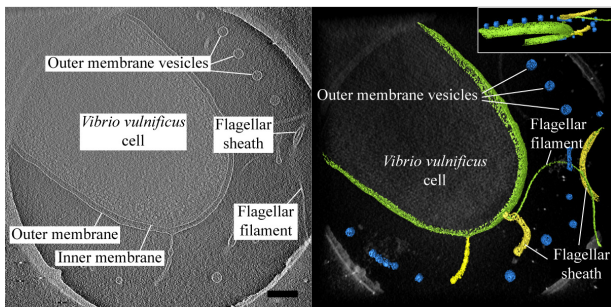 Outer membrane vesicles
Vibrio vulnificus
cell
Flagellar
sheath
Flagellar
filament
Outer membrane
Inner membrane
Outer membrane vesicles
Flagellar
filament
Vibrio vulnificus
cell
Flagellar
sheath